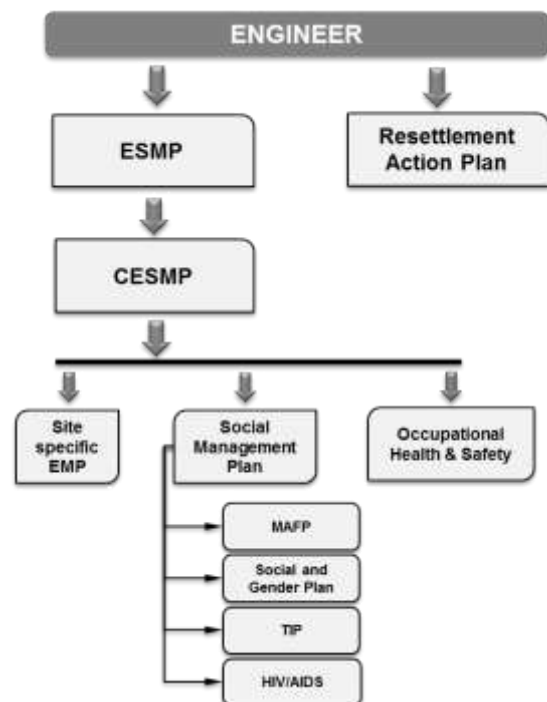 ENGINEER
ESMP
Resettlement
Action Plan
CESMP
Site
specific
EMP
Social
Management
Plan
Occupational
Health & Safety
MAFP
Social and
Gender Plan
TIP
HIV/AIDS